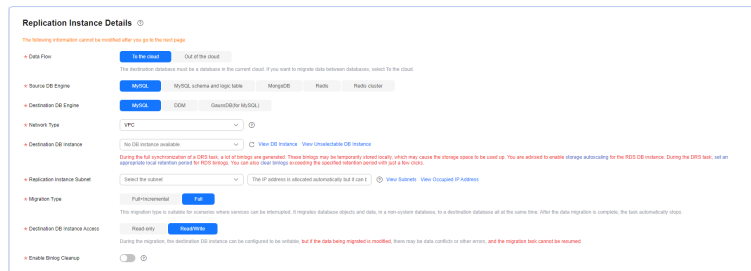 Replication Instance Details
The following information cannot be modified after you go to the next page.
* Data Flow To the cloud Out of the cloud
The destination database must be a database in the current cloud. If you want to migrate data between databases, select To the cloud.
* Source DB Engine MySQL MySQL schema and logic table MongoDB Redis Redis cluster
* Destination DB Engine MySQL DDM GaussDB(for MySQL)
* Network Type VPC
* Destination DB Instance No DB instance available View DB Instance View Unselectable DB Instance
During the full synchronization of a DRS task, a lot of binlogs are generated. These binlogs may be temporarily stored locally, which may cause the storage space to be used up. You are advised to enable storage autoscaling for the RDS DB instance. During the DRS task, set an
appropriate local retention period for RDS binlogs. You can also clear binlogs exceeding the specified retention period with just a few clicks.
* Replication Instance Subnet Select the subnet The IP address is allocated automatically but it can b View Subnets View Occupied IP Address
* Migration Type Full+Incremental Full
This migration type is suitable for scenarios where services can be interrupted. It migrates database objects and data, in a non-system database, to a destination database all at the same time. After the data migration is complete, the task automatically stops.
* Destination DB Instance Access Read-only Read/Write
During the migration, the destination DB instance can be configured to be writable, but if the data being migrated is modified, there may be data conflicts or other errors, and the migration task cannot be resumed.
* Enable Binlog Cleanup